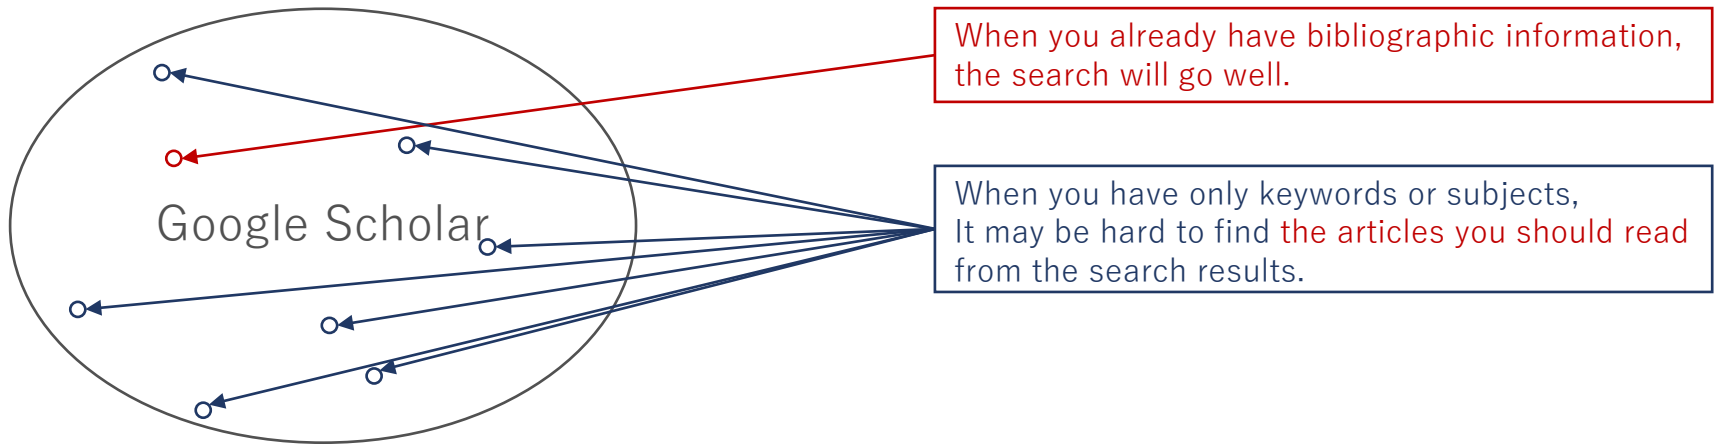 When you already have bibliographic information,
the search will go well.
Google Scholar
When you have only keywords or subjects,
It may be hard to find the articles you should read
from the search results.